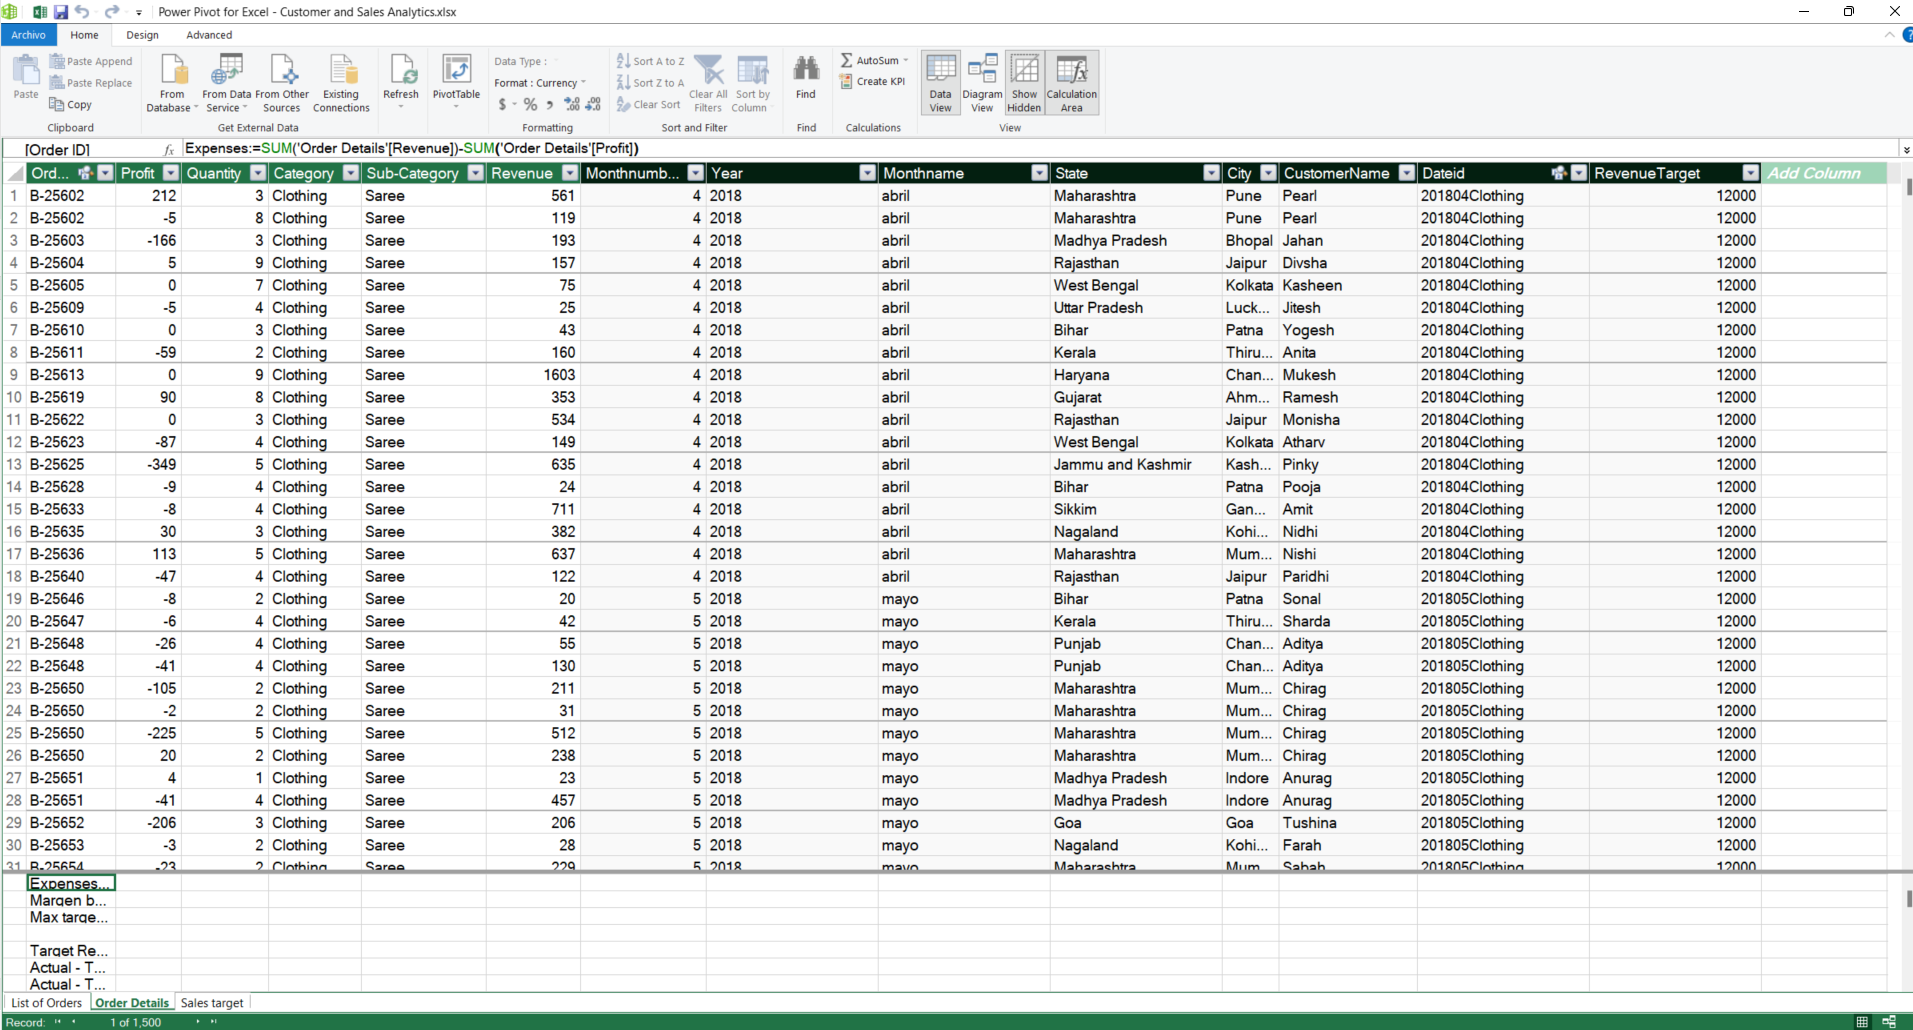 Power Pivot for Excel - Customer and Sales Analytics.xlsx
Archivo Home Design Advanced
Paste Paste Append Paste Replace Copy
Clipboard
From Database From Data Service From Other Sources Existing Connections
Get External Data
Refresh
PivotTable
Data Type :
Format : Currency
$ % , .00 .00
Formatting
Sort A to Z Sort Z to A Clear Sort Clear All Filters Sort by Column
Sort and Filter
Find
Find
AutoSum
Create KPI
Calculations
Data View Diagram View Show Hidden Calculation Area
View
[Order ID] fx Expenses:=SUM('Order Details'[Revenue])-SUM('Order Details'[Profit])
Ord... Profit Quantity Category Sub-Category Revenue Monthnumb... Year Monthname State City CustomerName Dateid RevenueTarget Add Column
1 B-25602 212 3 Clothing Saree 561 4 2018 abril Maharashtra Pune Pearl 201804Clothing 12000
2 B-25602 -5 8 Clothing Saree 119 4 2018 abril Maharashtra Pune Pearl 201804Clothing 12000
3 B-25603 -166 3 Clothing Saree 193 4 2018 abril Madhya Pradesh Bhopal Jahan 201804Clothing 12000
4 B-25604 5 9 Clothing Saree 157 4 2018 abril Rajasthan Jaipur Divsha 201804Clothing 12000
5 B-25605 0 7 Clothing Saree 75 4 2018 abril West Bengal Kolkata Kasheen 201804Clothing 12000
6 B-25609 -5 4 Clothing Saree 25 4 2018 abril Uttar Pradesh Luck... Jitesh 201804Clothing 12000
7 B-25610 0 3 Clothing Saree 43 4 2018 abril Bihar Patna Yogesh 201804Clothing 12000
8 B-25611 -59 2 Clothing Saree 160 4 2018 abril Kerala Thiru... Anita 201804Clothing 12000
9 B-25613 0 9 Clothing Saree 1603 4 2018 abril Haryana Chan... Mukesh 201804Clothing 12000
10 B-25619 90 8 Clothing Saree 353 4 2018 abril Gujarat Ahm... Ramesh 201804Clothing 12000
11 B-25622 0 3 Clothing Saree 534 4 2018 abril Rajasthan Jaipur Monisha 201804Clothing 12000
12 B-25623 -87 4 Clothing Saree 149 4 2018 abril West Bengal Kolkata Atharv 201804Clothing 12000
13 B-25625 -349 5 Clothing Saree 635 4 2018 abril Jammu and Kashmir Kash... Pinky 201804Clothing 12000
14 B-25628 -9 4 Clothing Saree 24 4 2018 abril Bihar Patna Pooja 201804Clothing 12000
15 B-25633 -8 4 Clothing Saree 711 4 2018 abril Sikkim Gan... Amit 201804Clothing 12000
16 B-25635 30 3 Clothing Saree 382 4 2018 abril Nagaland Kohi... Nidhi 201804Clothing 12000
17 B-25636 113 5 Clothing Saree 637 4 2018 abril Maharashtra Mum... Nishi 201804Clothing 12000
18 B-25640 -47 4 Clothing Saree 122 4 2018 abril Rajasthan Jaipur Paridhi 201804Clothing 12000
19 B-25646 -8 2 Clothing Saree 20 5 2018 mayo Bihar Patna Sonal 201805Clothing 12000
20 B-25647 -6 4 Clothing Saree 42 5 2018 mayo Kerala Thiru... Sharda 201805Clothing 12000
21 B-25648 -26 4 Clothing Saree 55 5 2018 mayo Punjab Chan... Aditya 201805Clothing 12000
22 B-25648 -41 4 Clothing Saree 130 5 2018 mayo Punjab Chan... Aditya 201805Clothing 12000
23 B-25650 -105 2 Clothing Saree 211 5 2018 mayo Maharashtra Mum... Chirag 201805Clothing 12000
24 B-25650 -2 2 Clothing Saree 31 5 2018 mayo Maharashtra Mum... Chirag 201805Clothing 12000
25 B-25650 -225 5 Clothing Saree 512 5 2018 mayo Maharashtra Mum... Chirag 201805Clothing 12000
26 B-25650 20 2 Clothing Saree 238 5 2018 mayo Maharashtra Mum... Chirag 201805Clothing 12000
27 B-25651 4 1 Clothing Saree 23 5 2018 mayo Madhya Pradesh Indore Anurag 201805Clothing 12000
28 B-25651 -41 4 Clothing Saree 457 5 2018 mayo Madhya Pradesh Indore Anurag 201805Clothing 12000
29 B-25652 -206 3 Clothing Saree 206 5 2018 mayo Goa Goa Tushina 201805Clothing 12000
30 B-25653 -3 2 Clothing Saree 28 5 2018 mayo Nagaland Kohi... Farah 201805Clothing 12000
31 B-25654 -23 2 Clothing Saree 229 5 2018 mayo Maharashtra Mum... Sabah 201805Clothing 12000
Expenses...
Margen b...
Max targe...
Target Re...
Actual - T...
Actual - T...
List of Orders Order Details Sales target
Record: 1 of 1,500